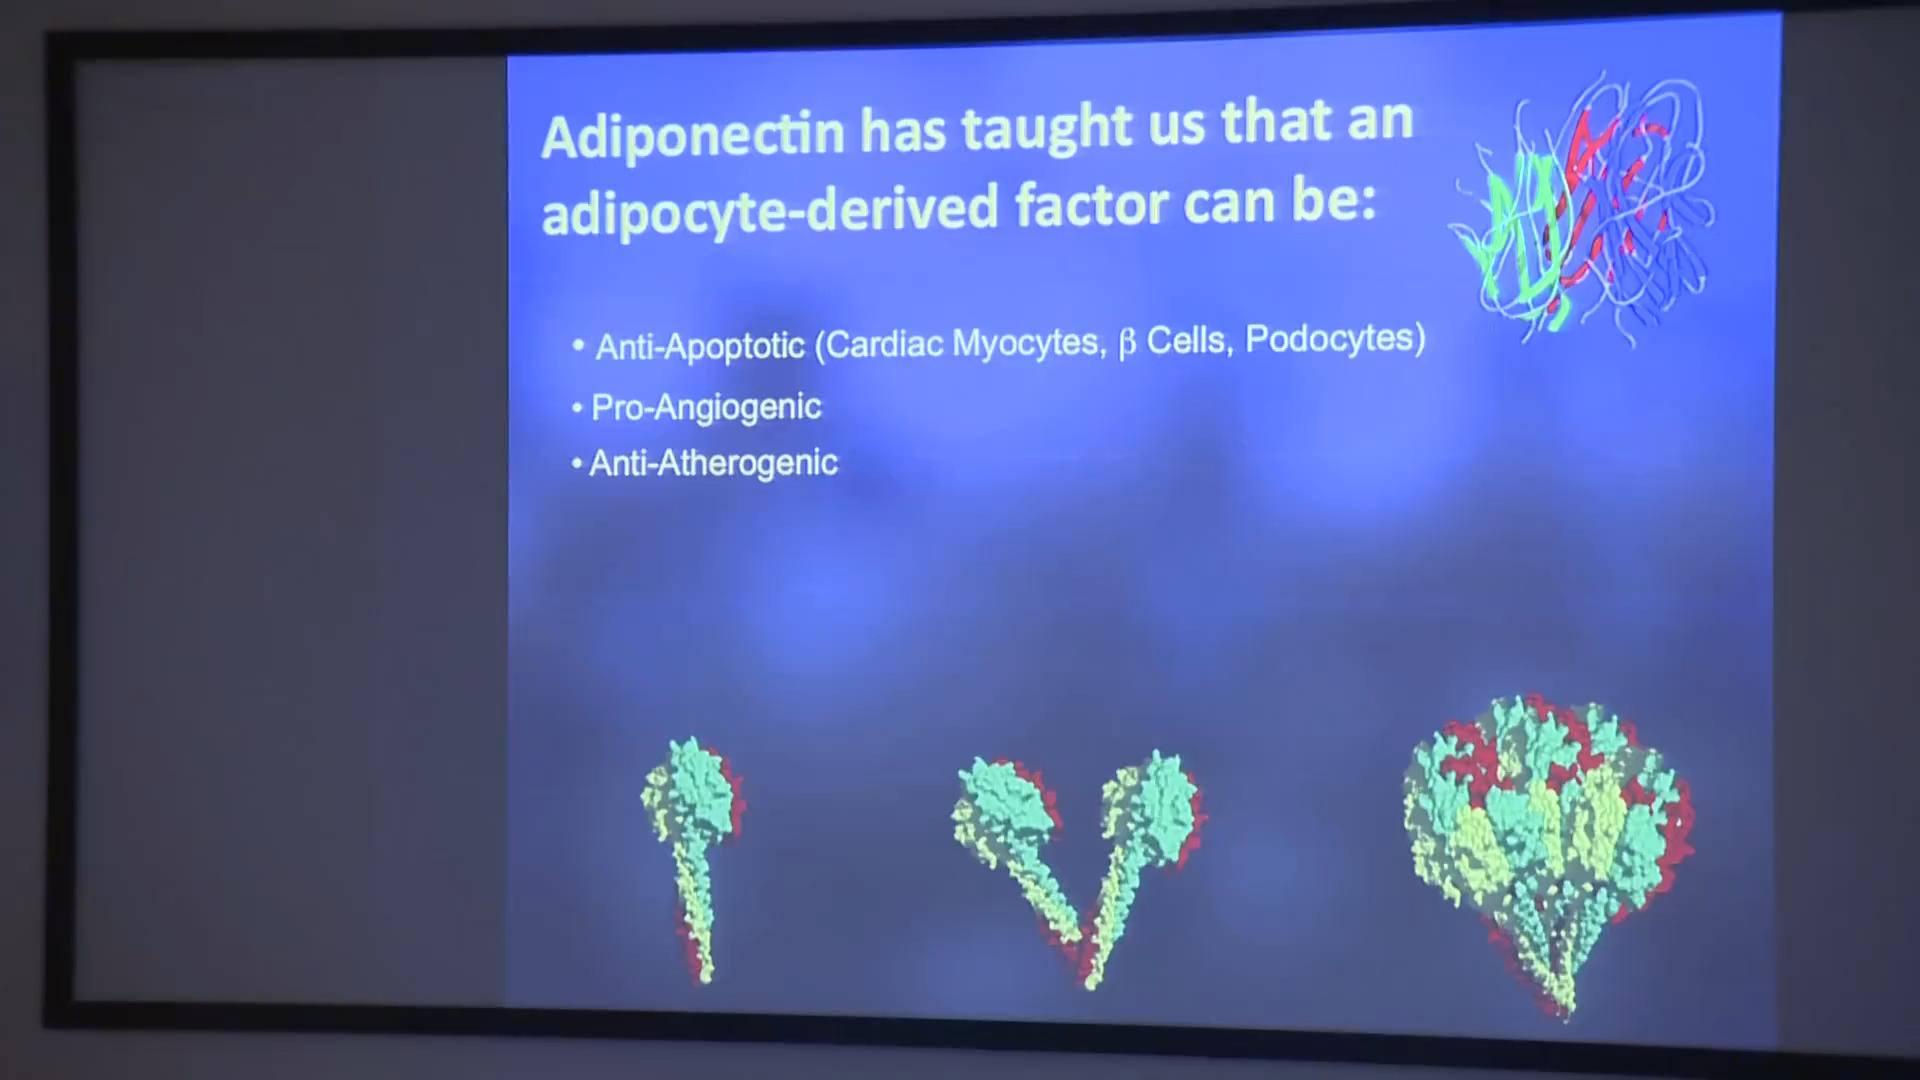 Adiponectin has taught us that an
adipocyte-derived factor can be:
• Anti-Apoptotic (Cardiac Myocytes, β Cells, Podocytes)
• Pro-Angiogenic
• Anti-Atherogenic